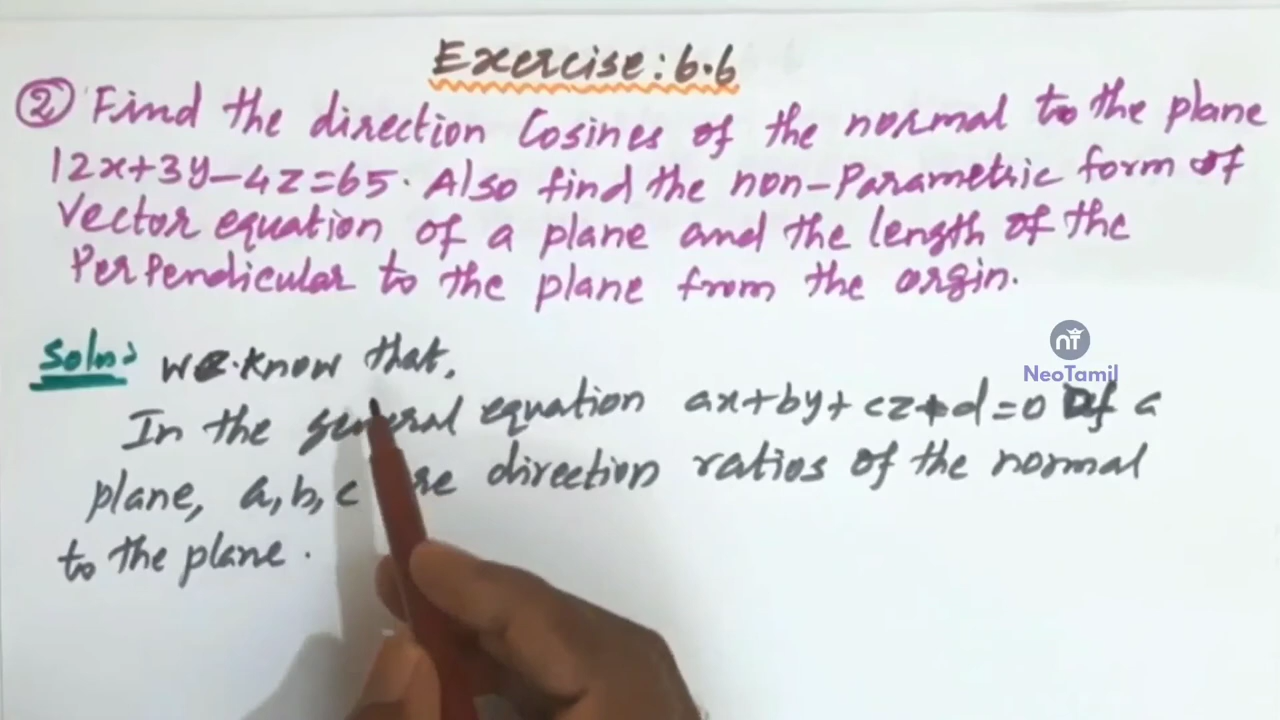 Exercise: 6.6
② Find the direction Cosines of the normal to the plane
12x+3y-4z=65. Also find the non-Parametric form of
Vector equation of a plane and the length of the
Perpendicular to the plane from the orgin.
Soln: We know that,
NeoTamil
In the general equation ax+by+cz+d=0 Of a
plane, a, b, c are direction ratios of the normal
to the plane.